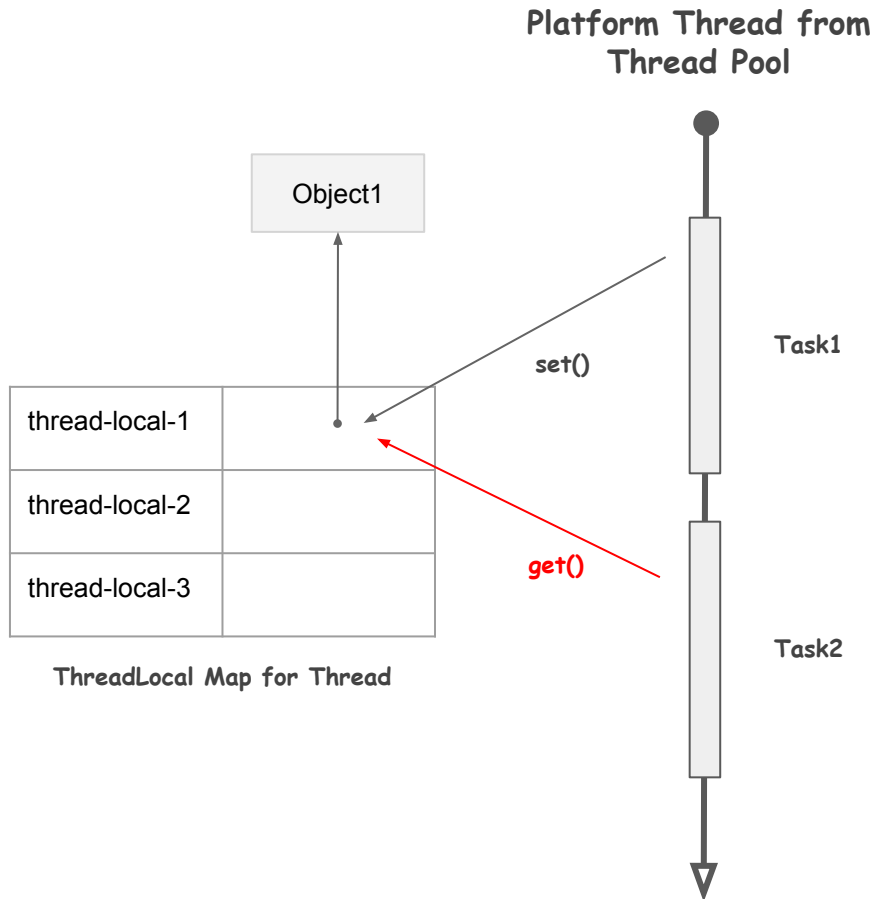 Platform Thread from
Thread Pool
Object1
set()
Task1
thread-local-1
thread-local-2
thread-local-3
get()
Task2
ThreadLocal Map for Thread